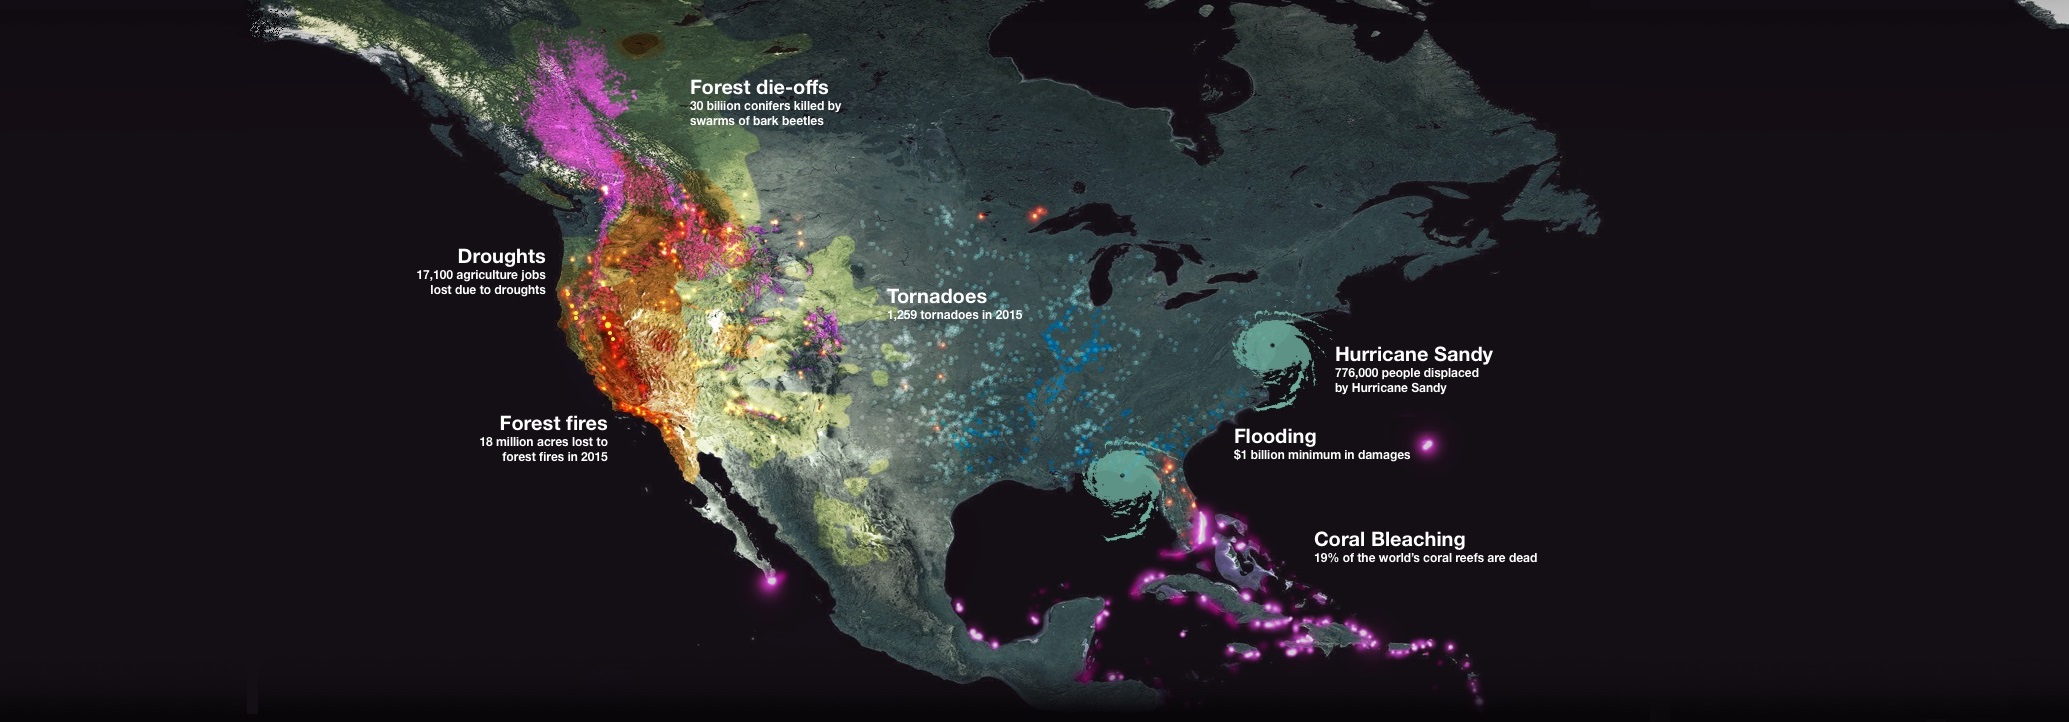 Forest die-offs
30 biliion conifers killed by
swarms of bark beetles
Droughts
17,100 agriculture jobs
lost due to droughts
Tornadoes
1,259 tornadoes in 2015
Hurricane Sandy
776,000 people displaced
by Hurricane Sandy
Forest fires
18 million acres lost to
forest fires in 2015
Flooding
$1 billion minimum in damages
Coral Bleaching
19% of the world's coral reefs are dead